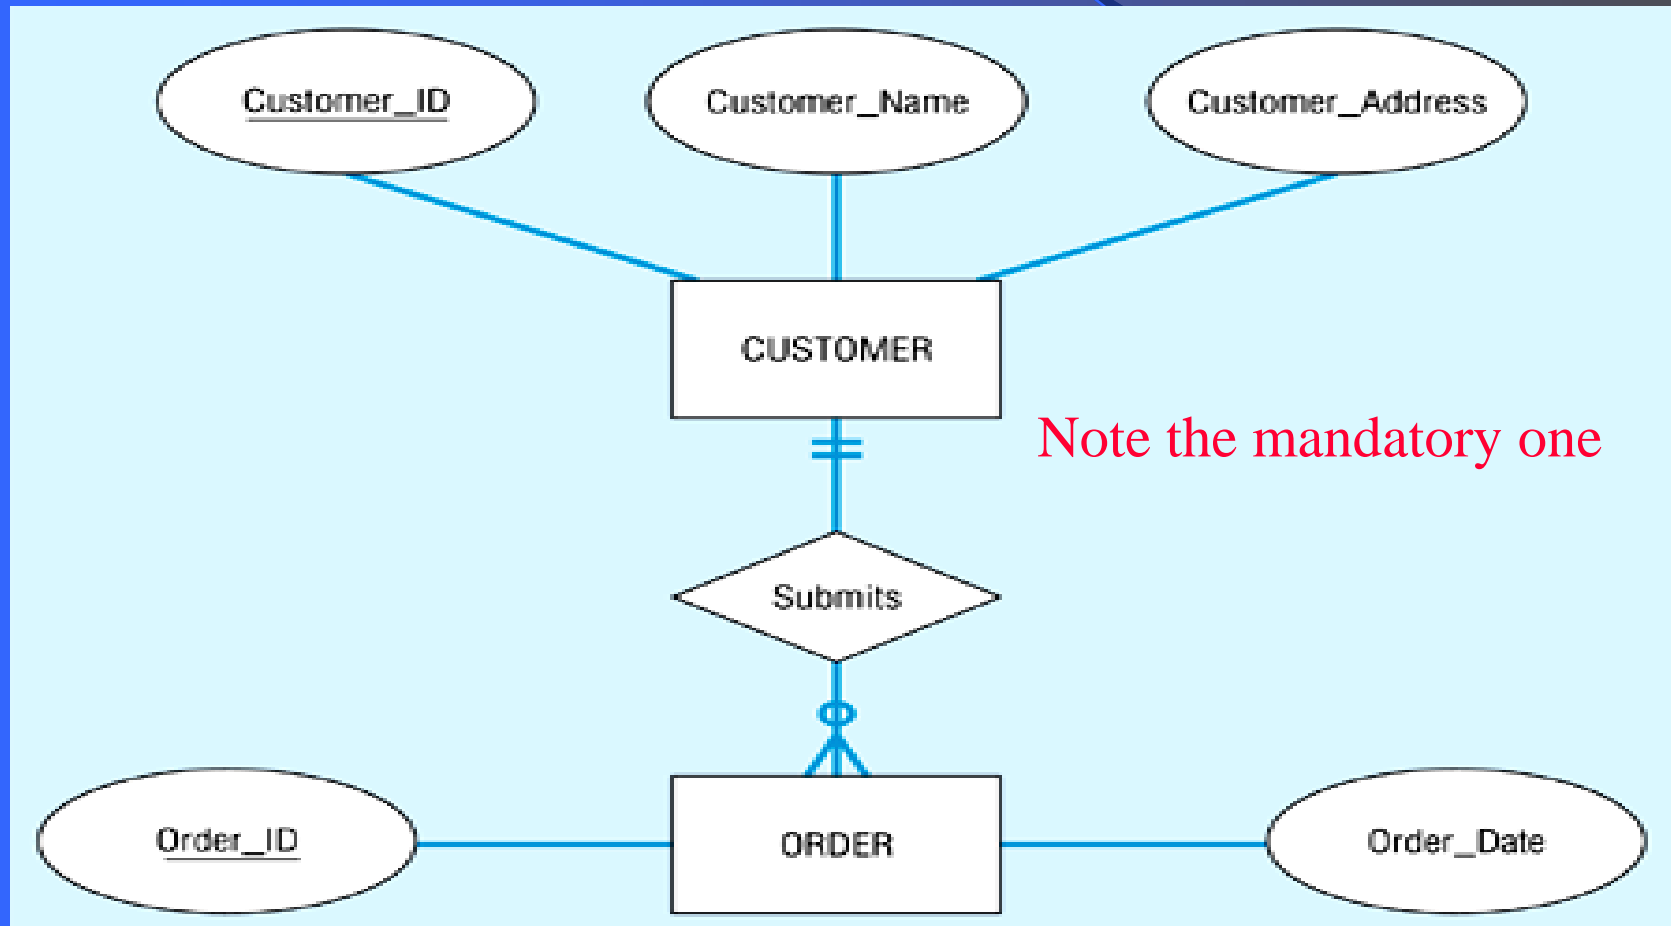 Customer_ID
Customer_Name
Customer_Address
CUSTOMER
Note the mandatory one
Submits
Order_ID
ORDER
Order_Date